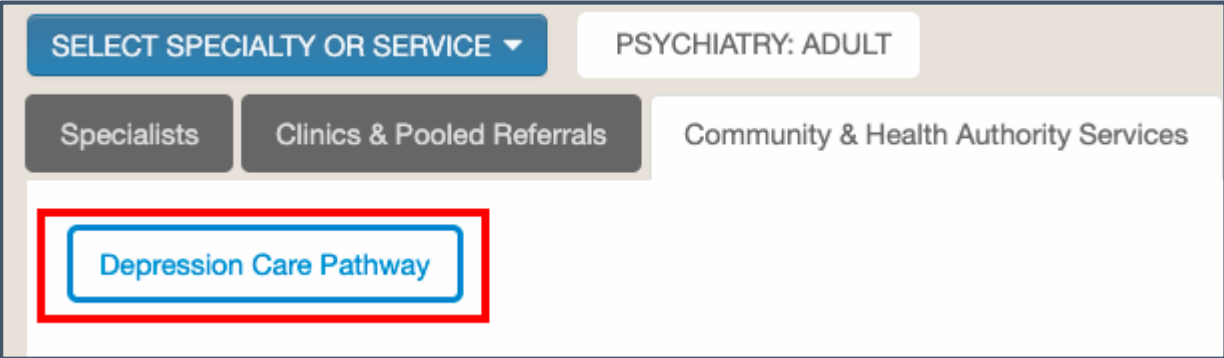 SELECT SPECIALTY OR SERVICE
PSYCHIATRY: ADULT
Specialists
Clinics & Pooled Referrals
Community & Health Authority Services
Depression Care Pathway